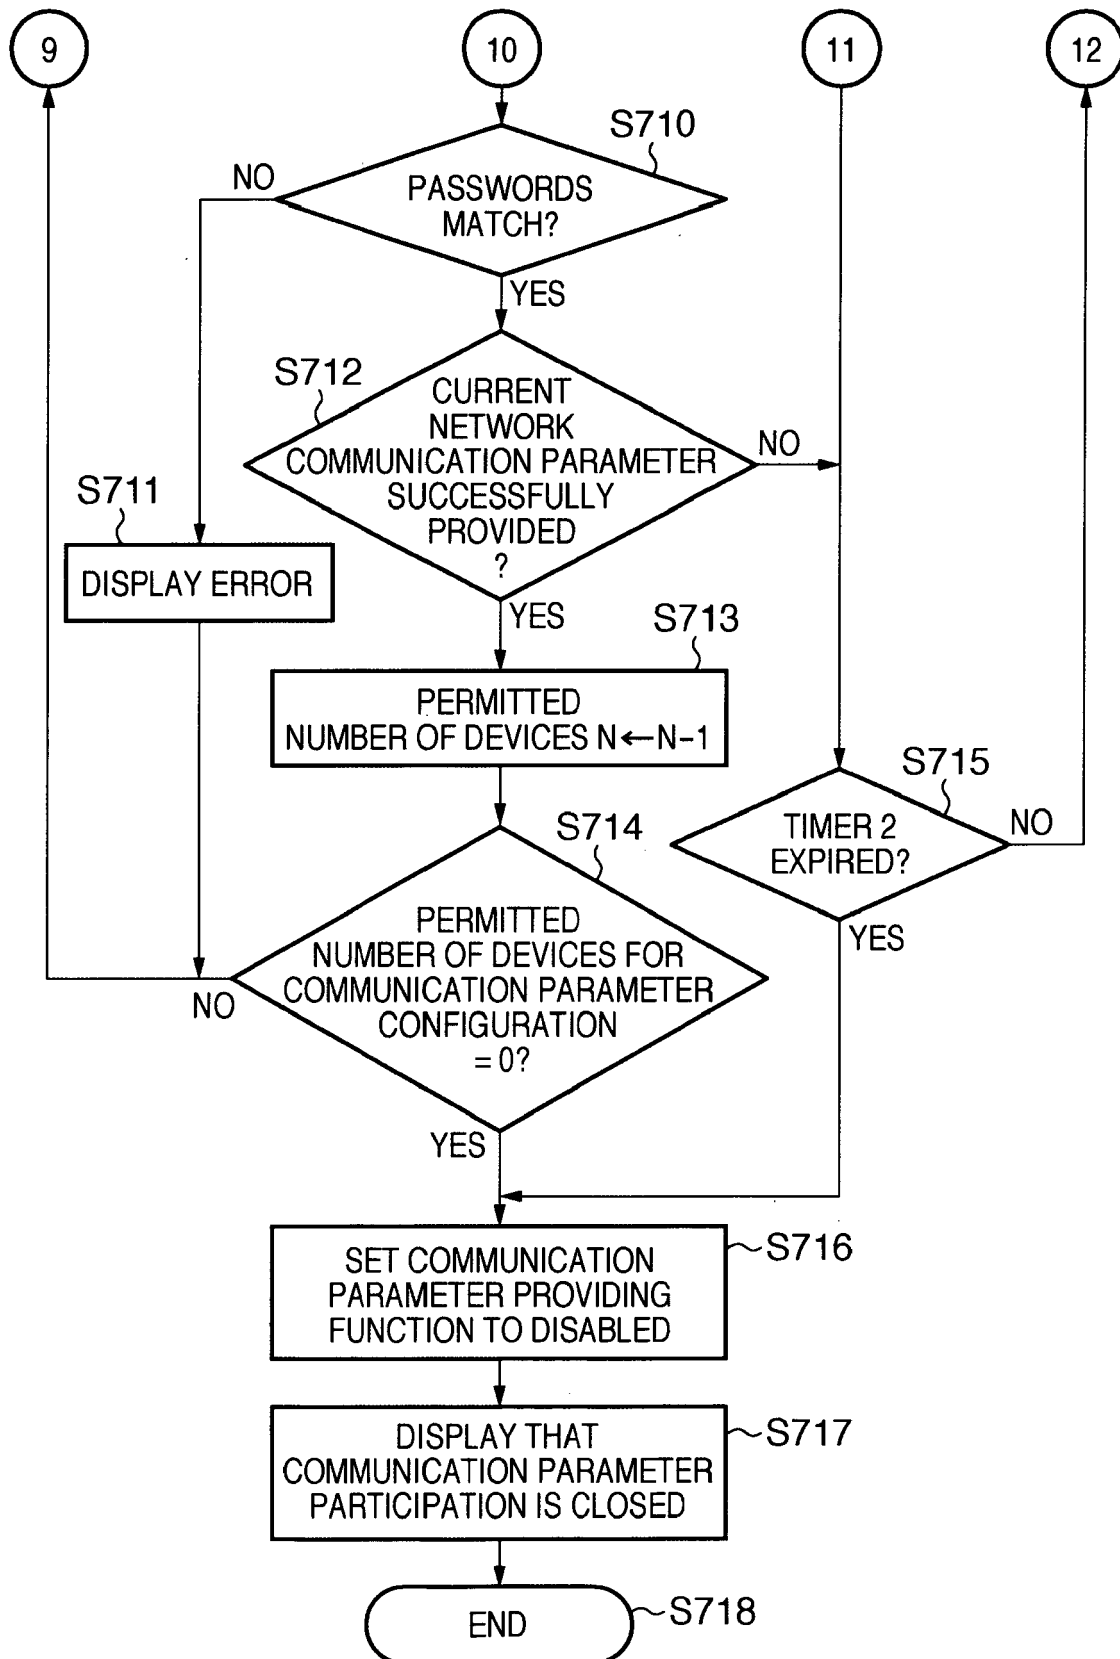 9
10
11
12
S710
NO
PASSWORDS
MATCH?
YES
S712
CURRENT
NETWORK
COMMUNICATION PARAMETER
SUCCESSFULLY
PROVIDED
?
NO
S711
DISPLAY ERROR
YES
S713
PERMITTED
NUMBER OF DEVICES N←N-1
S715
TIMER 2
EXPIRED?
NO
YES
S714
PERMITTED
NUMBER OF DEVICES FOR
COMMUNICATION PARAMETER
CONFIGURATION
= 0?
NO
YES
SET COMMUNICATION
PARAMETER PROVIDING
FUNCTION TO DISABLED
S716
DISPLAY THAT
COMMUNICATION PARAMETER
PARTICIPATION IS CLOSED
S717
END
S718